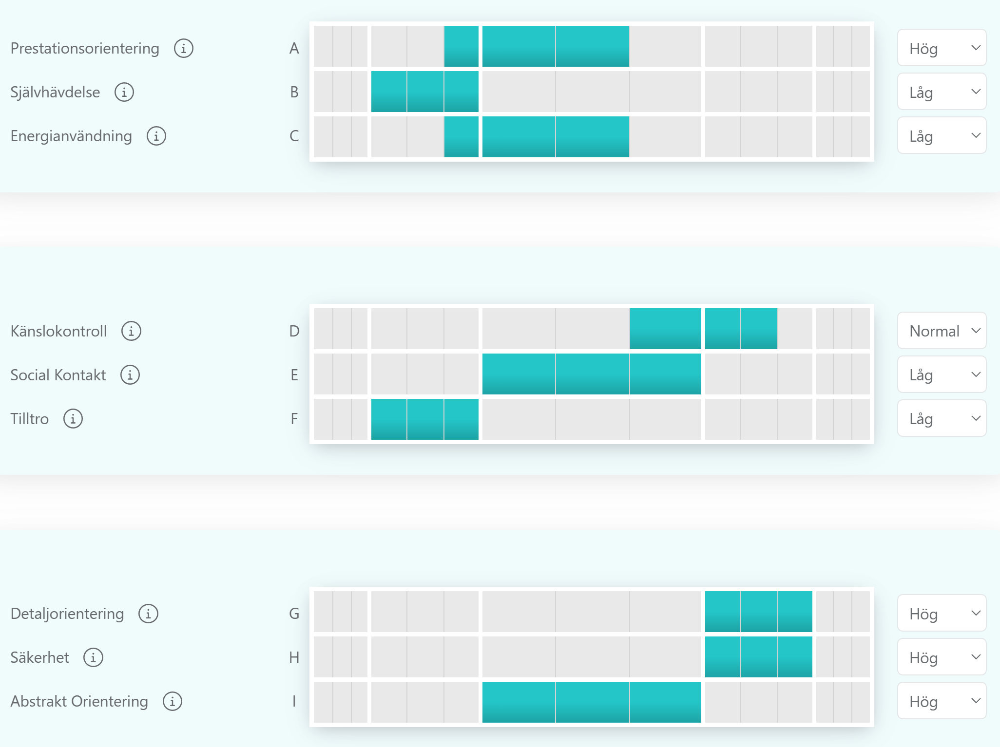 Prestationsorientering A Hög
Självhävdelse B Låg
Energianvändning C Låg
Känslokontroll D Normal
Social Kontakt E Låg
Tilltro F Låg
Detaljorientering G Hög
Säkerhet H Hög
Abstrakt Orientering I Hög